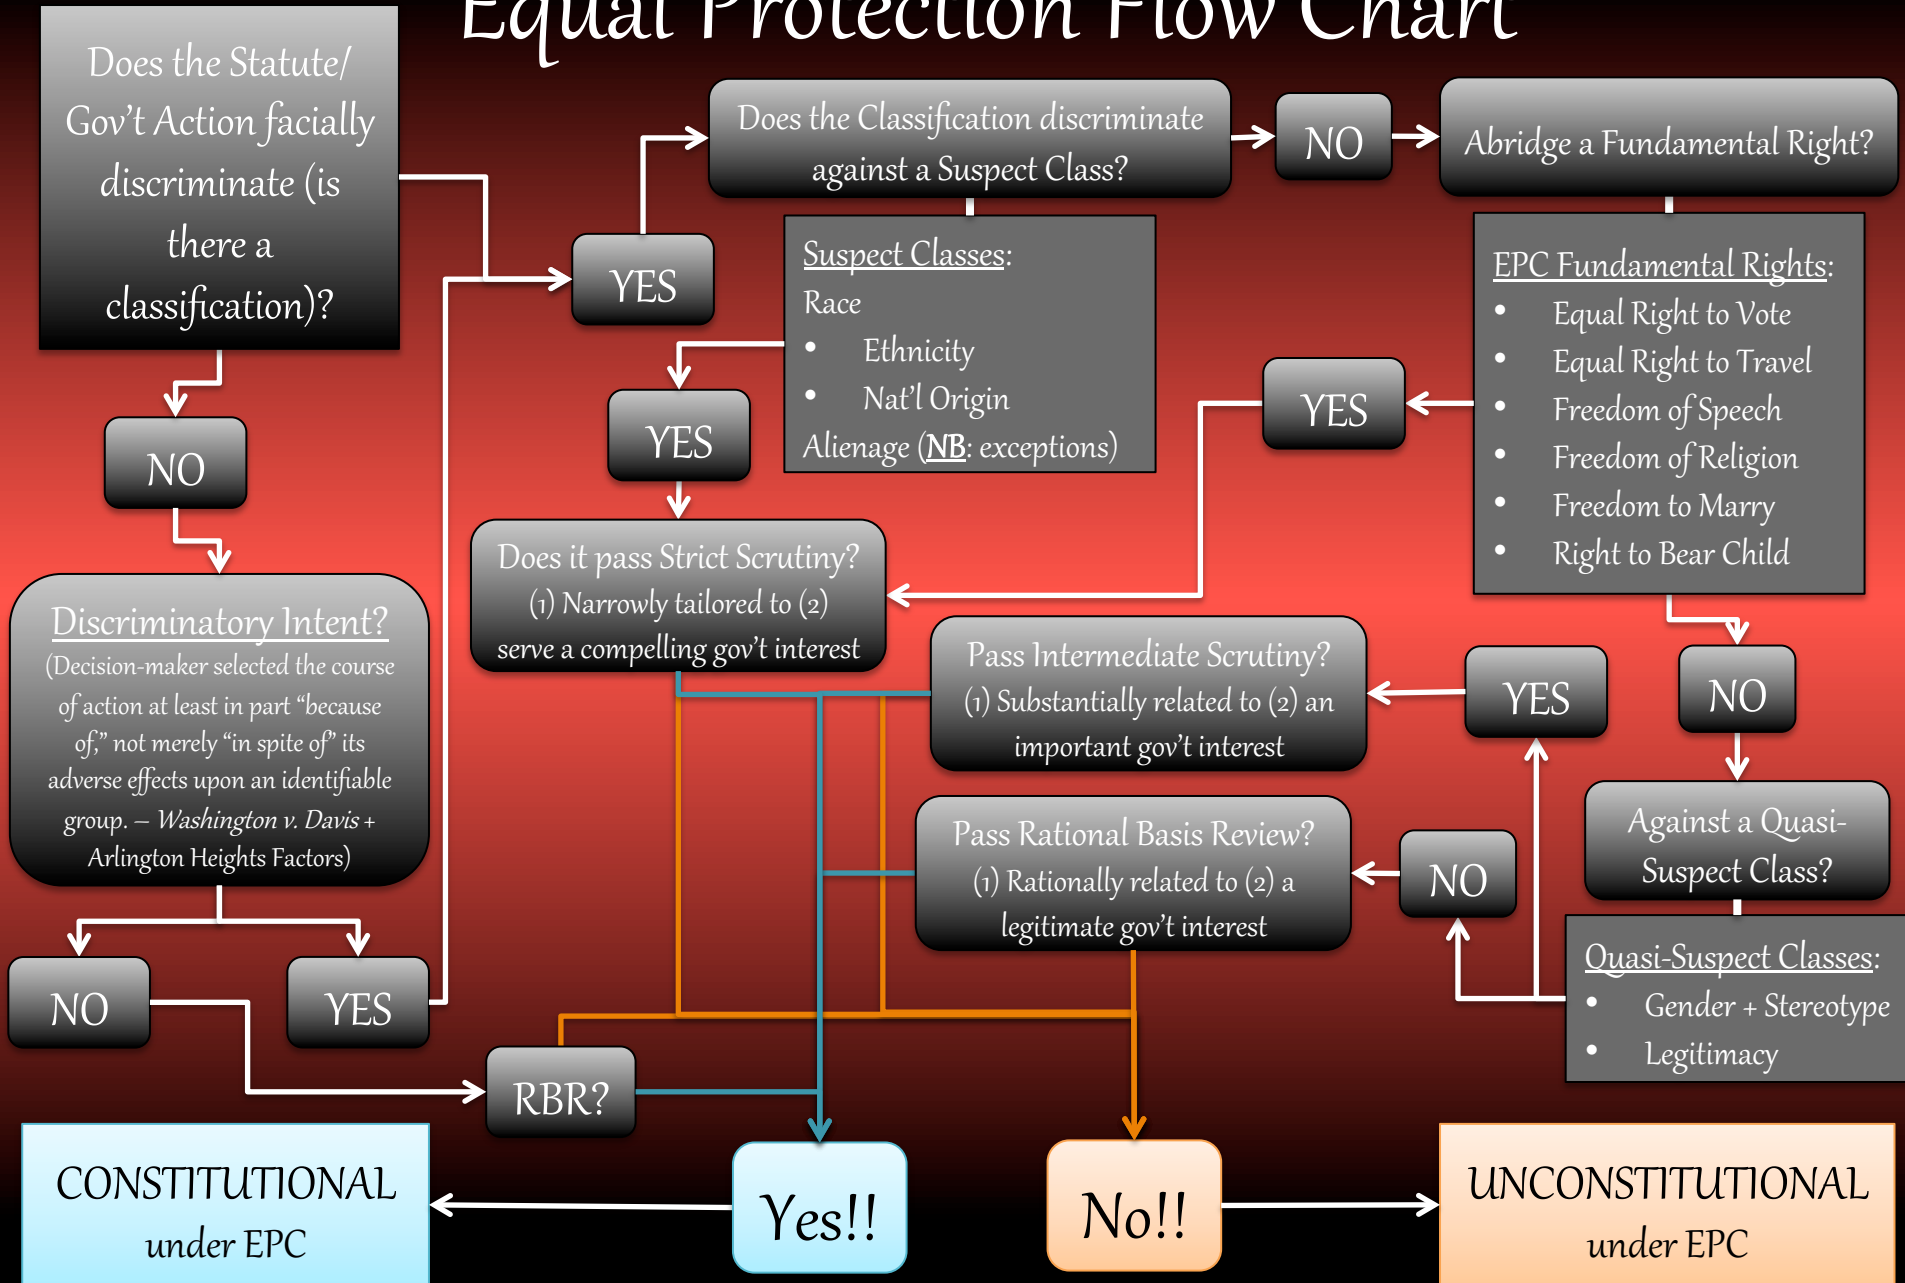 Equal Protection Flow Chart
Does the Statute/
Gov't Action facially
discriminate (is
there a
classification)?
NO
Discriminatory Intent?
(Decision-maker selected the course
of action at least in part “because
of,” not merely “in spite of” its
adverse effects upon an identifiable
group. – Washington v. Davis +
Arlington Heights Factors)
NO
YES
RBR?
YES
Does the Classification discriminate
against a Suspect Class?
Suspect Classes:
Race
• Ethnicity
• Nat'l Origin
Alienage (NB: exceptions)
YES
Does it pass Strict Scrutiny?
(1) Narrowly tailored to (2)
serve a compelling gov't interest
NO
Abridge a Fundamental Right?
EPC Fundamental Rights:
• Equal Right to Vote
• Equal Right to Travel
• Freedom of Speech
• Freedom of Religion
• Freedom to Marry
• Right to Bear Child
YES
NO
Against a Quasi-
Suspect Class?
Quasi-Suspect Classes:
• Gender + Stereotype
• Legitimacy
YES
Pass Intermediate Scrutiny?
(1) Substantially related to (2) an
important gov't interest
NO
Pass Rational Basis Review?
(1) Rationally related to (2) a
legitimate gov't interest
Yes!!
No!!
CONSTITUTIONAL
under EPC
UNCONSTITUTIONAL
under EPC